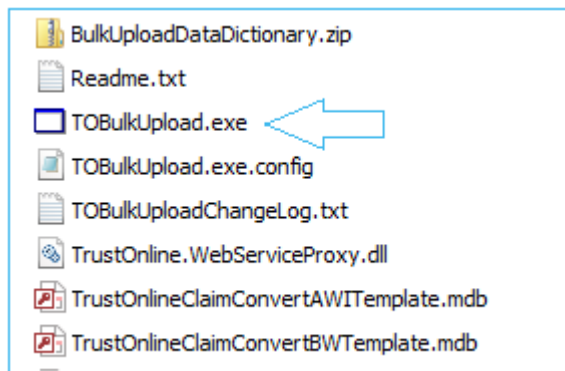 BulkUploadDataDictionary.zip
Readme.txt
TOBulkUpload.exe
TOBulkUpload.exe.config
TOBulkUploadChangeLog.txt
TrustOnline.WebServiceProxy.dll
TrustOnlineClaimConvertAWITemplate.mdb
TrustOnlineClaimConvertBWTemplate.mdb